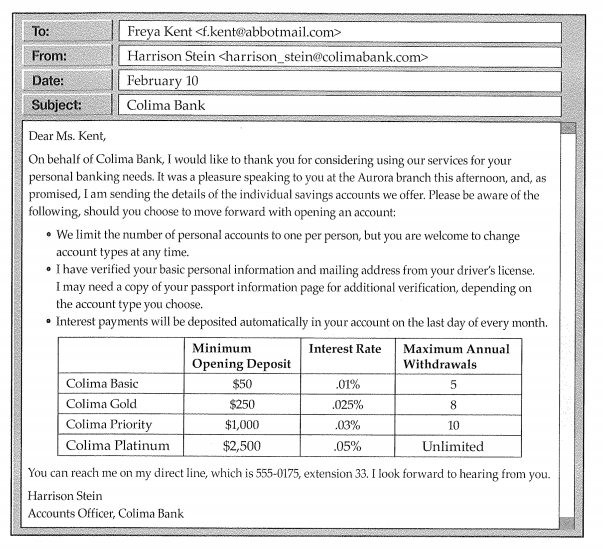 To: Freya Kent <f.kent@abbotmail.com>
From: Harrison Stein <harrison_stein@colimabank.com>
Date: February 10
Subject: Colima Bank
Dear Ms. Kent,
On behalf of Colima Bank, I would like to thank you for considering using our services for your
personal banking needs. It was a pleasure speaking to you at the Aurora branch this afternoon, and, as
promised, I am sending the details of the individual savings accounts we offer. Please be aware of the
following, should you choose to move forward with opening an account:
• We limit the number of personal accounts to one per person, but you are welcome to change
account types at any time.
• I have verified your basic personal information and mailing address from your driver's license.
I may need a copy of your passport information page for additional verification, depending on
the account type you choose.
• Interest payments will be deposited automatically in your account on the last day of every month.
Minimum Interest Rate Maximum Annual
Opening Deposit Withdrawals
Colima Basic $50 .01% 5
Colima Gold $250 .025% 8
Colima Priority $1,000 .03% 10
Colima Platinum $2,500 .05% Unlimited
You can reach me on my direct line, which is 555-0175, extension 33. I look forward to hearing from you.
Harrison Stein
Accounts Officer, Colima Bank